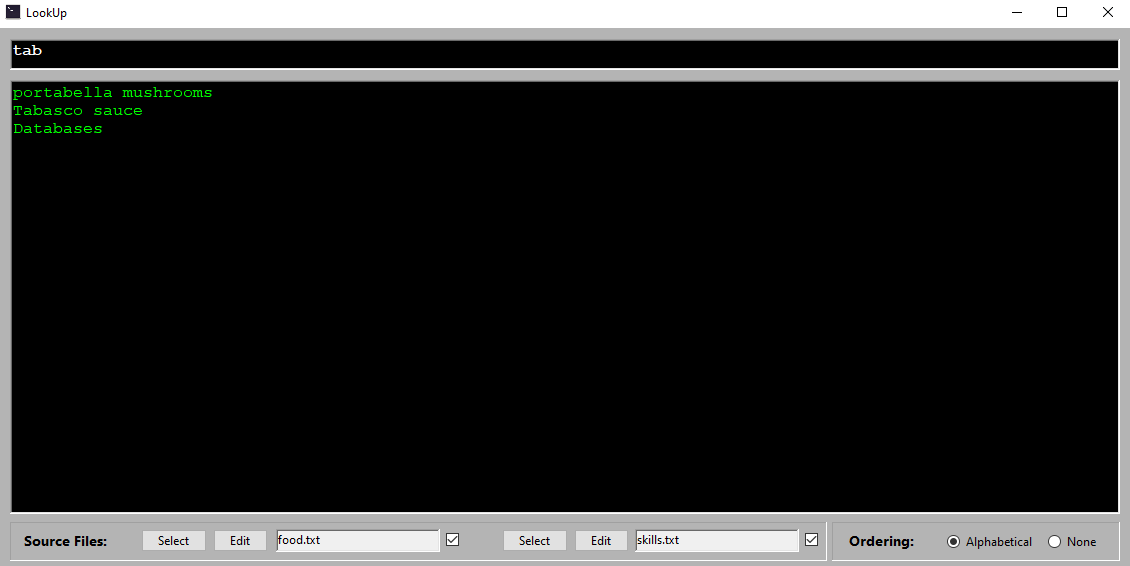 LookUp
tab
portabella mushrooms
Tabasco sauce
Databases
Source Files: Select Edit food.txt Select Edit skills.txt Ordering: Alphabetical None